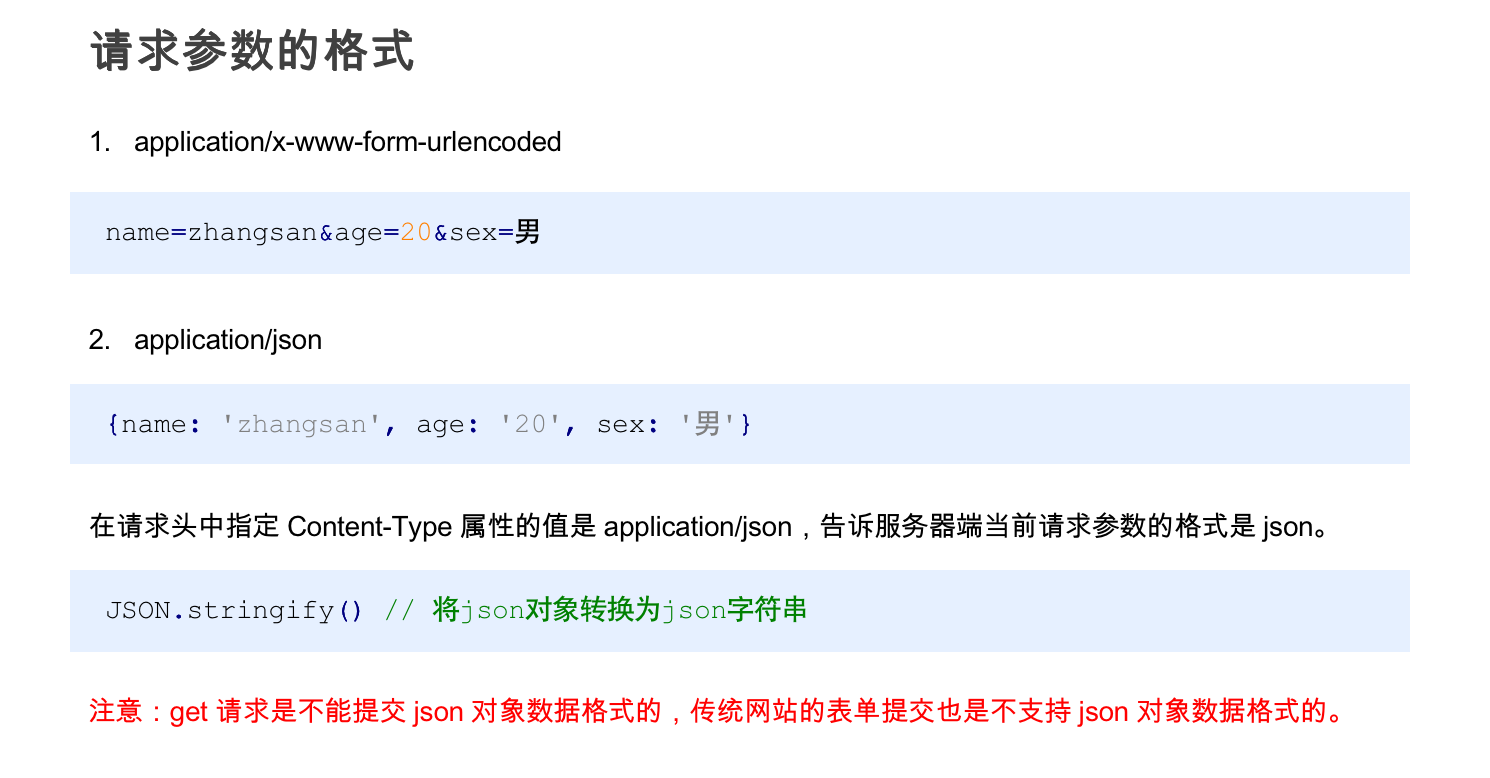 请求参数的格式
1. application/x-www-form-urlencoded
name=zhangsan&age=20&sex=男
2. application/json
{name: 'zhangsan', age: '20', sex: '男'}
在请求头中指定 Content-Type 属性的值是 application/json，告诉服务器端当前请求参数的格式是 json。
JSON.stringify() // 将json对象转换为json字符串
注意：get 请求是不能提交 json 对象数据格式的，传统网站的表单提交也是不支持 json 对象数据格式的。